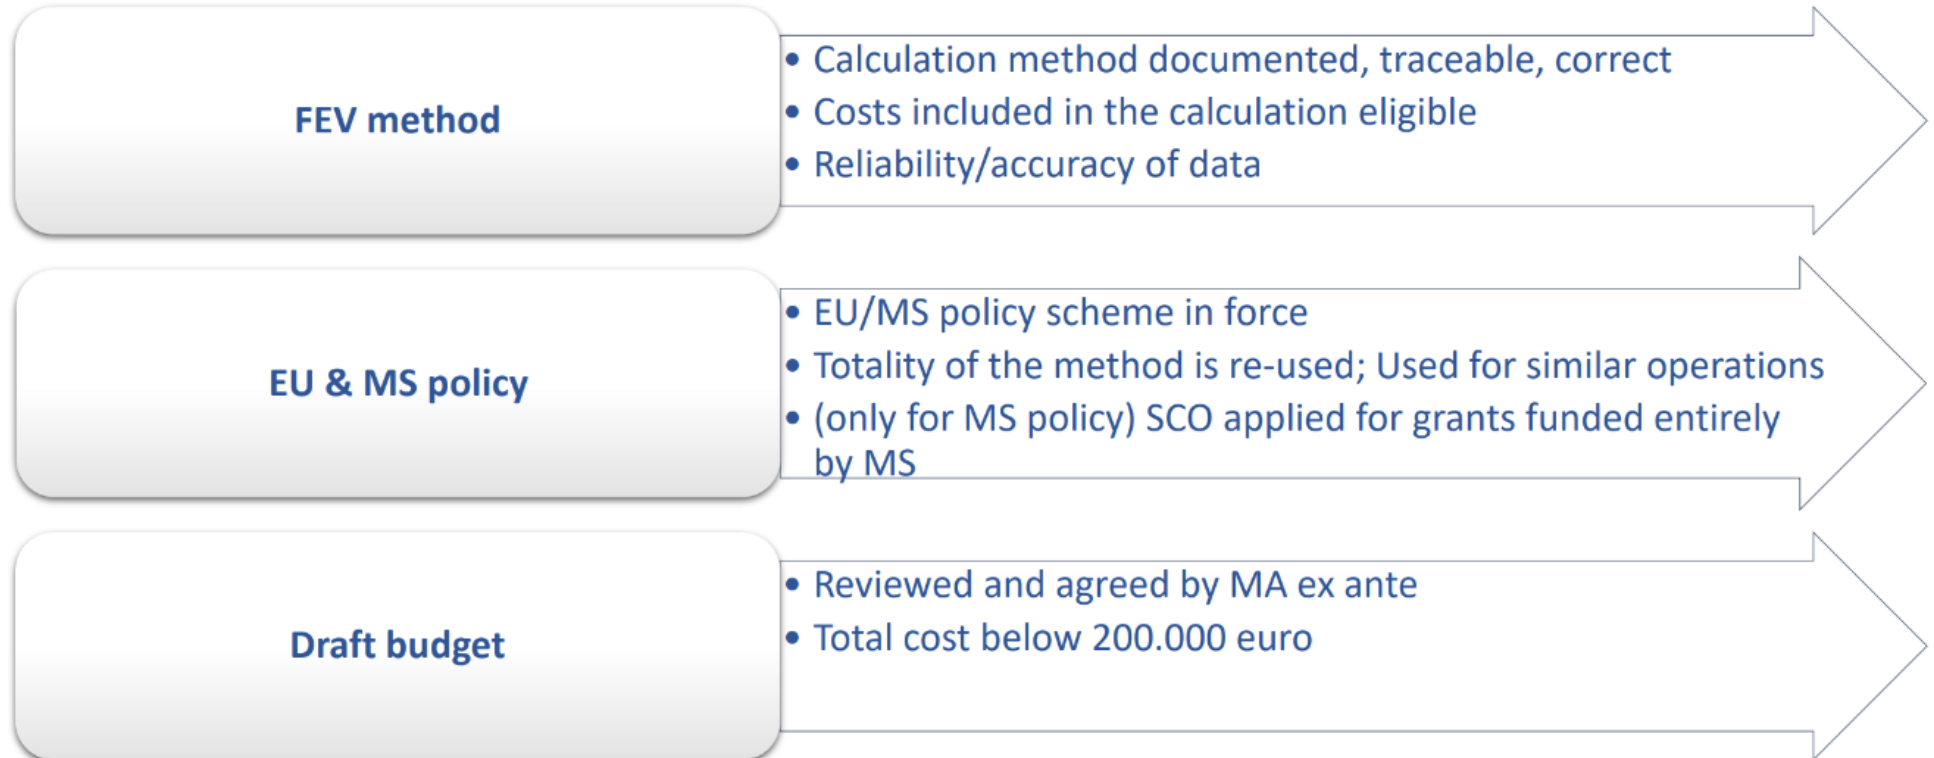 FEV method
• Calculation method documented, traceable, correct
• Costs included in the calculation eligible
• Reliability/accuracy of data
EU & MS policy
• EU/MS policy scheme in force
• Totality of the method is re-used; Used for similar operations
• (only for MS policy) SCO applied for grants funded entirely
by MS
Draft budget
• Reviewed and agreed by MA ex ante
• Total cost below 200.000 euro